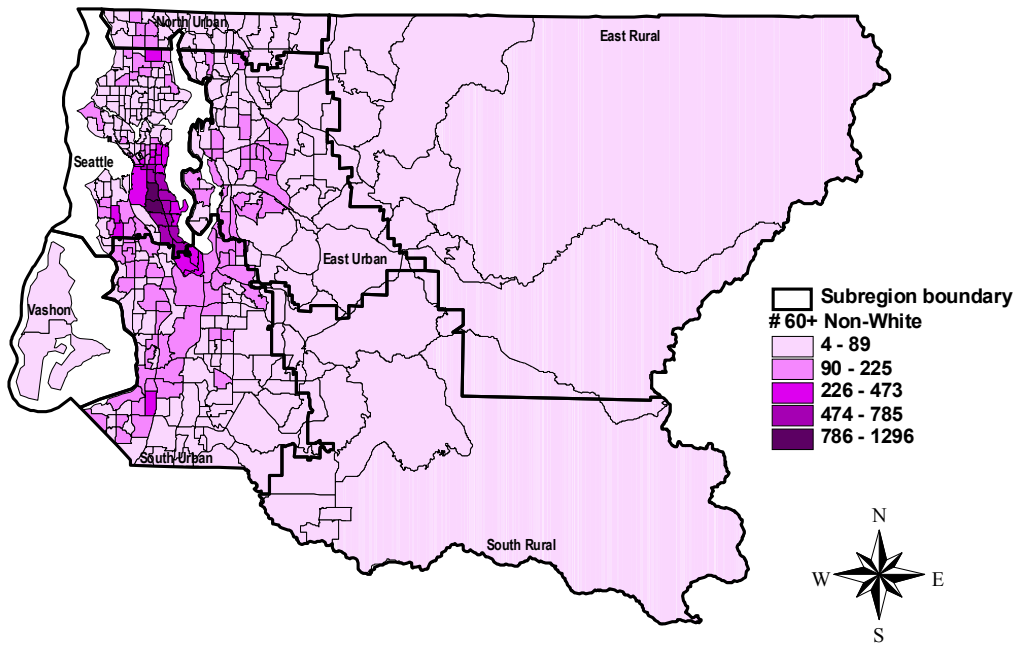 North Urban
East Rural
Seattle
East Urban
Vashon
South Urban
South Rural
Subregion boundary
# 60+ Non-White
4 - 89
90 - 225
226 - 473
474 - 785
786 - 1296
N
W
E
S